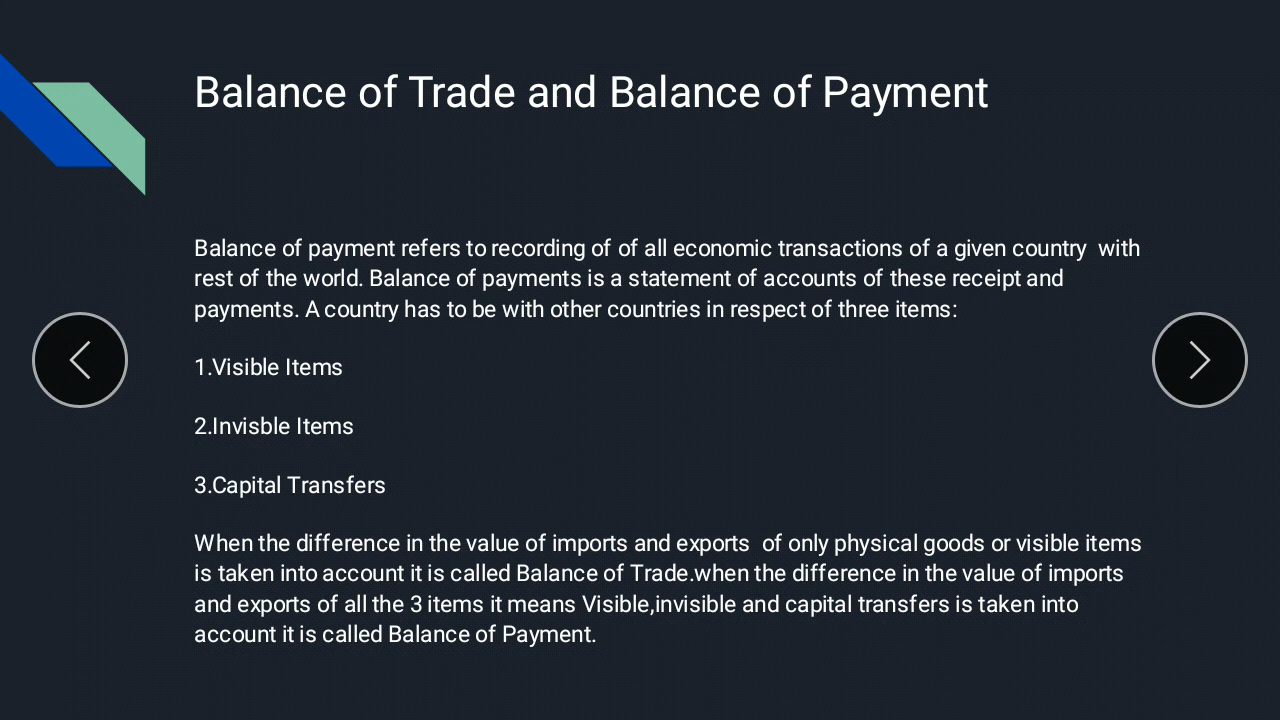 Balance of Trade and Balance of Payment
Balance of payment refers to recording of of all economic transactions of a given country  with
rest of the world. Balance of payments is a statement of accounts of these receipt and
payments. A country has to be with other countries in respect of three items:
1.Visible Items
2.Invisble Items
3.Capital Transfers
When the difference in the value of imports and exports  of only physical goods or visible items
is taken into account it is called Balance of Trade.when the difference in the value of imports
and exports of all the 3 items it means Visible,invisible and capital transfers is taken into
account it is called Balance of Payment.